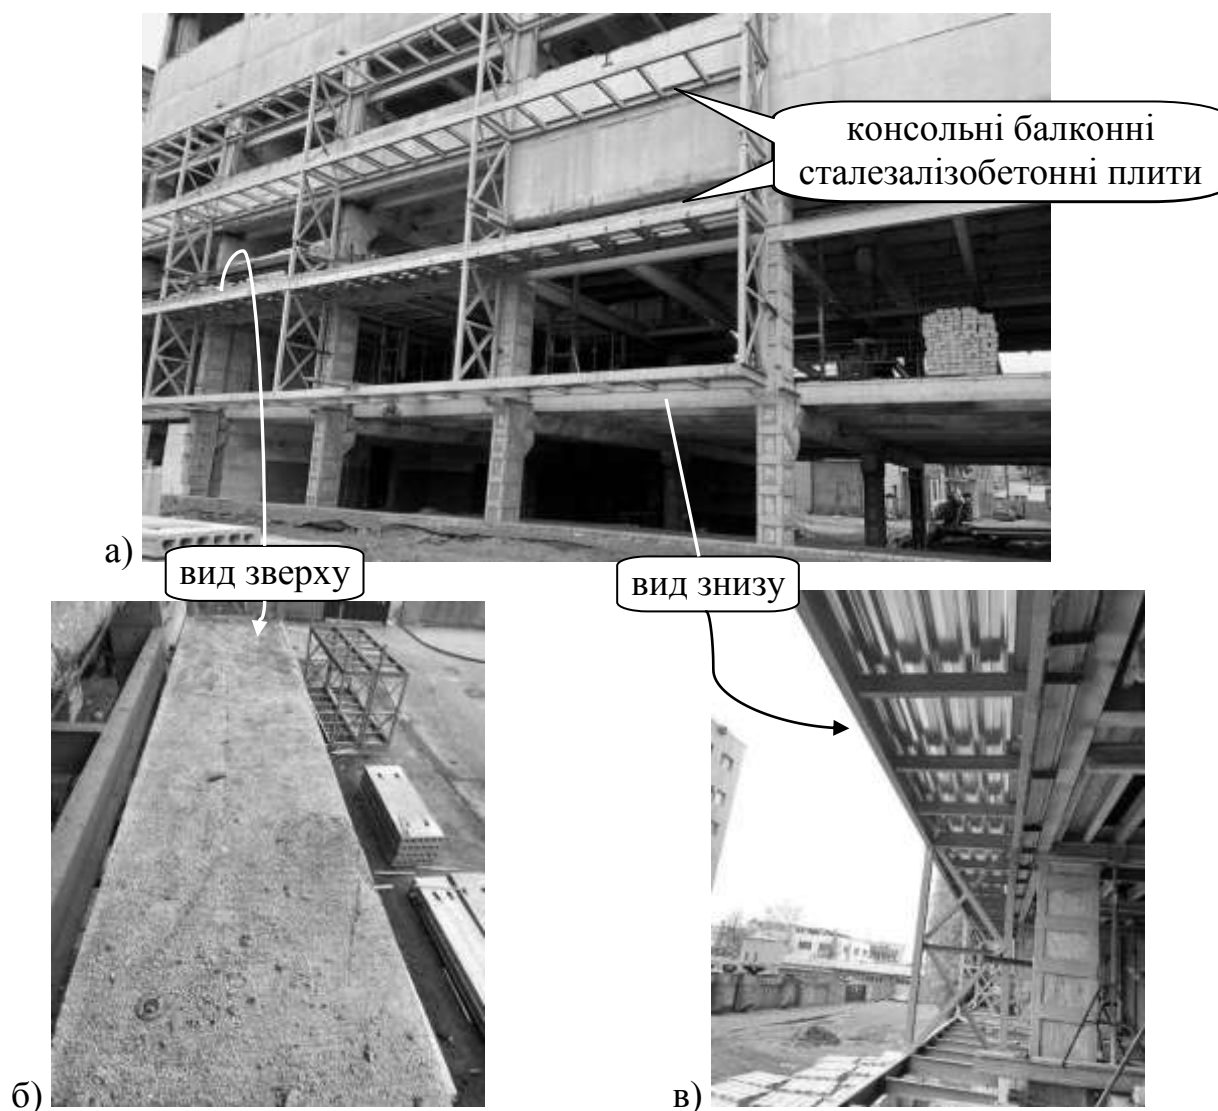 консольні балконні
сталезалізобетонні плити
а)
вид зверху
вид знизу
б)
в)